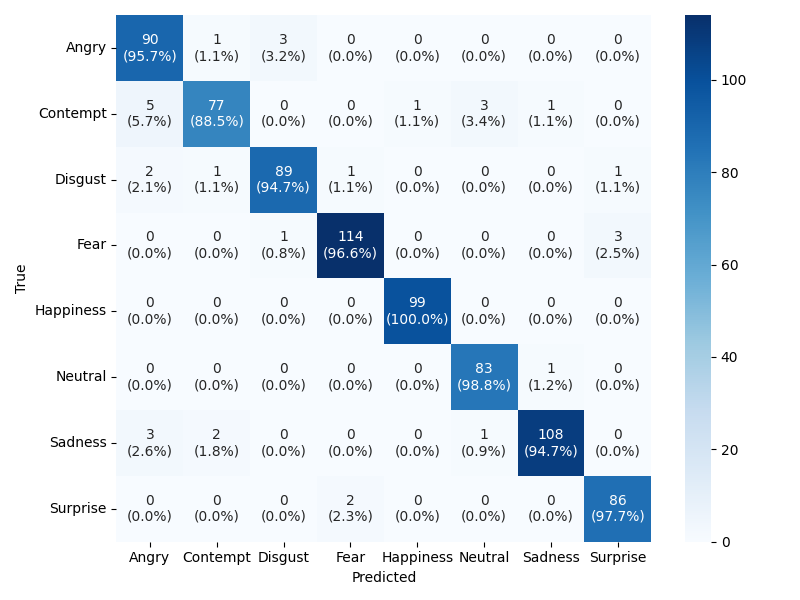 Angry 90 1 3 0 0 0 0 0
(95.7%) (1.1%) (3.2%) (0.0%) (0.0%) (0.0%) (0.0%) (0.0%)
100
Contempt 5 77 0 0 1 3 1 0
(5.7%) (88.5%) (0.0%) (0.0%) (1.1%) (3.4%) (1.1%) (0.0%)
Disgust 2 1 89 1 0 0 0 1
(2.1%) (1.1%) (94.7%) (1.1%) (0.0%) (0.0%) (0.0%) (1.1%)
80
Fear 0 0 1 114 0 0 0 3
(0.0%) (0.0%) (0.8%) (96.6%) (0.0%) (0.0%) (0.0%) (2.5%)
60
True
Happiness 0 0 0 0 99 0 0 0
(0.0%) (0.0%) (0.0%) (0.0%) (100.0%) (0.0%) (0.0%) (0.0%)
40
Neutral 0 0 0 0 0 83 1 0
(0.0%) (0.0%) (0.0%) (0.0%) (0.0%) (98.8%) (1.2%) (0.0%)
Sadness 3 2 0 0 0 1 108 0
(2.6%) (1.8%) (0.0%) (0.0%) (0.0%) (0.9%) (94.7%) (0.0%)
20
Surprise 0 0 0 2 0 0 0 86
(0.0%) (0.0%) (0.0%) (2.3%) (0.0%) (0.0%) (0.0%) (97.7%)
0
Angry Contempt Disgust Fear Happiness Neutral Sadness Surprise
Predicted